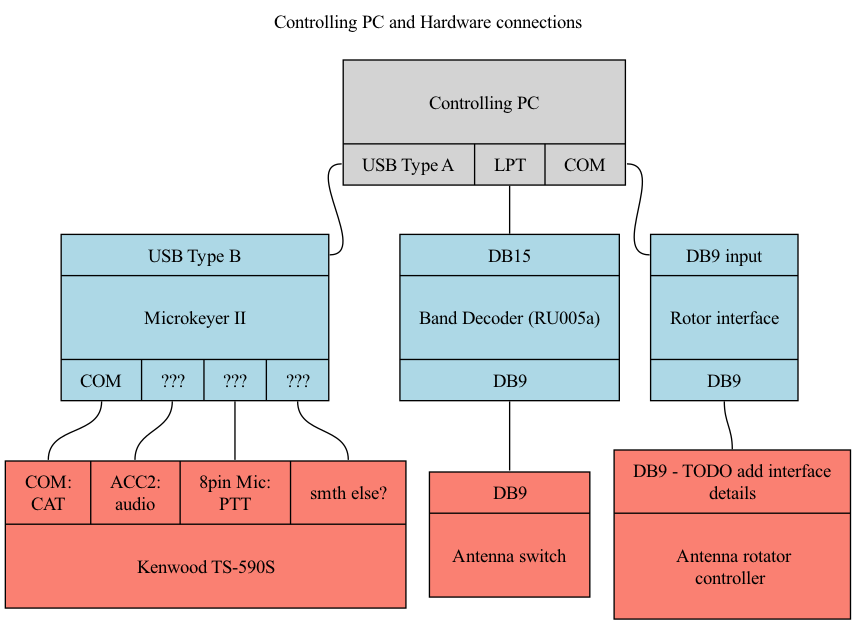 Controlling PC and Hardware connections
Controlling PC
USB Type A
LPT
COM
USB Type B
Microkeyer II
COM
???
???
???
DB15
Band Decoder (RU005a)
DB9
DB9 input
Rotor interface
DB9
COM:
CAT
ACC2:
audio
8pin Mic:
PTT
smth else?
Kenwood TS-590S
DB9
Antenna switch
DB9 - TODO add interface
details
Antenna rotator
controller